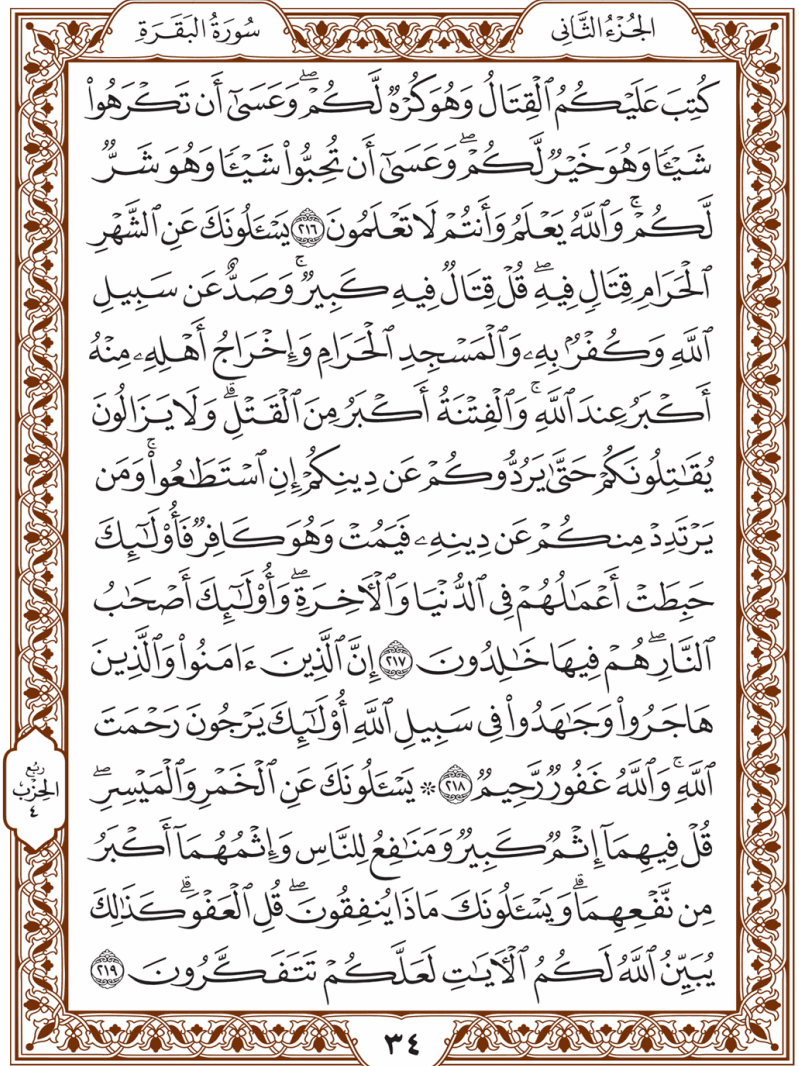 الجُزْءُ الثَّانِي
سُورَةُ البَقَرَةِ
كُتِبَ عَلَيۡكُمُ ٱلۡقِتَالُ وَهُوَ كُرۡهٞ لَّكُمۡۖ وَعَسَىٰٓ أَن تَكۡرَهُواْ
شَيۡـٔٗا وَهُوَ خَيۡرٞ لَّكُمۡۖ وَعَسَىٰٓ أَن تُحِبُّواْ شَيۡـٔٗا وَهُوَ شَرّٞ
لَّكُمۡۚ وَٱللَّهُ يَعۡلَمُ وَأَنتُمۡ لَا تَعۡلَمُونَ ٢١٦ يَسۡـَٔلُونَكَ عَنِ ٱلشَّهۡرِ
ٱلۡحَرَامِ قِتَالٖ فِيهِۖ قُلۡ قِتَالٞ فِيهِ كَبِيرٞۚ وَصَدٌّ عَن سَبِيلِ
ٱللَّهِ وَكُفۡرُۢ بِهِۦ وَٱلۡمَسۡجِدِ ٱلۡحَرَامِ وَإِخۡرَاجُ أَهۡلِهِۦ مِنۡهُ
أَكۡبَرُ عِندَ ٱللَّهِۚ وَٱلۡفِتۡنَةُ أَكۡبَرُ مِنَ ٱلۡقَتۡلِۗ وَلَا يَزَالُونَ
يُقَٰتِلُونَكُمۡ حَتَّىٰ يَرُدُّوكُمۡ عَن دِينِكُمۡ إِنِ ٱسۡتَطَٰعُواْۚ وَمَن
يَرۡتَدِدۡ مِنكُمۡ عَن دِينِهِۦ فَيَمُتۡ وَهُوَ كَافِرٞ فَأُوْلَٰٓئِكَ
حَبِطَتۡ أَعۡمَٰلُهُمۡ فِي ٱلدُّنۡيَا وَٱلۡأٓخِرَةِۖ وَأُوْلَٰٓئِكَ أَصۡحَٰبُ
ٱلنَّارِۖ هُمۡ فِيهَا خَٰلِدُونَ ٢١٧ إِنَّ ٱلَّذِينَ ءَامَنُواْ وَٱلَّذِينَ
هَاجَرُواْ وَجَٰهَدُواْ فِي سَبِيلِ ٱللَّهِ أُوْلَٰٓئِكَ يَرۡجُونَ رَحۡمَتَ
ٱللَّهِۚ وَٱللَّهُ غَفُورٞ رَّحِيمٞ ٢١٨ ۞ يَسۡـَٔلُونَكَ عَنِ ٱلۡخَمۡرِ وَٱلۡمَيۡسِرِۖ
قُلۡ فِيهِمَآ إِثۡمٞ كَبِيرٞ وَمَنَٰفِعُ لِلنَّاسِ وَإِثۡمُهُمَآ أَكۡبَرُ
مِن نَّفۡعِهِمَاۗ وَيَسۡـَٔلُونَكَ مَاذَا يُنفِقُونَۖ قُلِ ٱلۡعَفۡوَۗ كَذَٰلِكَ
يُبَيِّنُ ٱللَّهُ لَكُمُ ٱلۡأٓيَٰتِ لَعَلَّكُمۡ تَتَفَكَّرُونَ ٢١٩
رُبع
الحِزْب
٤
٣٤